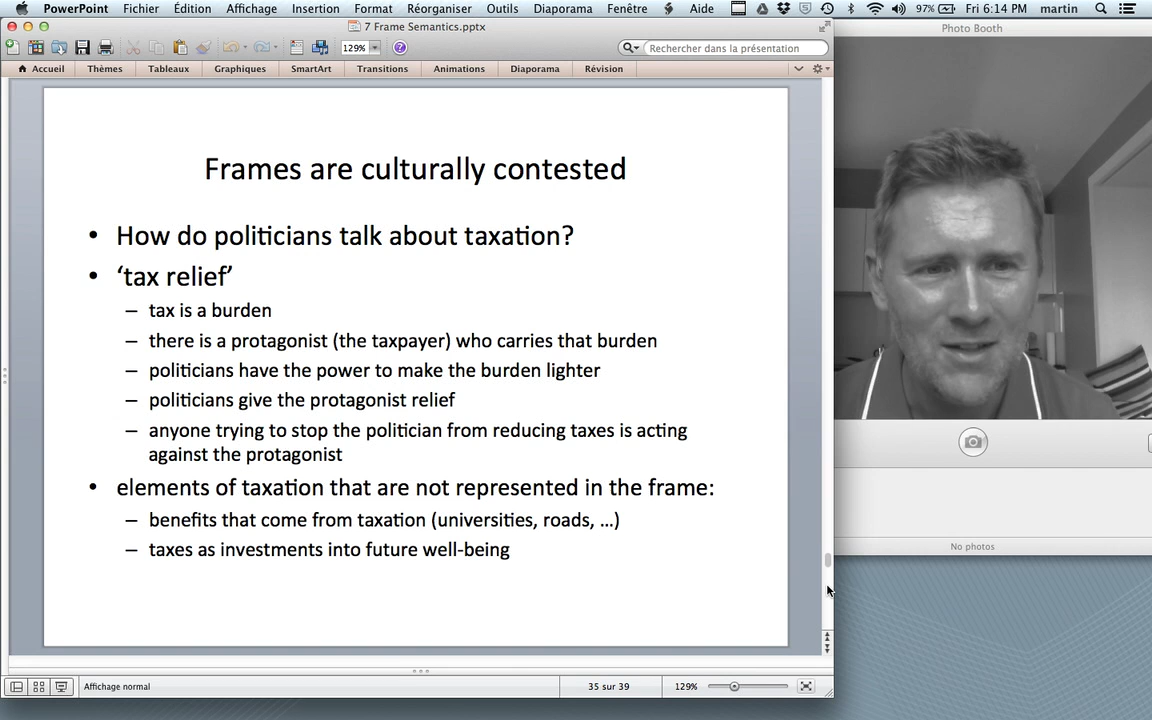 PowerPoint Fichier Édition Affichage Insertion Format Réorganiser Outils Diaporama Fenêtre Aide 97% Fri 6:14 PM martin
7 Frame Semantics.pptx
Photo Booth
129% Rechercher dans la présentation
Accueil Thèmes Tableaux Graphiques SmartArt Transitions Animations Diaporama Révision
Frames are culturally contested
• How do politicians talk about taxation?
• ‘tax relief’
– tax is a burden
– there is a protagonist (the taxpayer) who carries that burden
– politicians have the power to make the burden lighter
– politicians give the protagonist relief
– anyone trying to stop the politician from reducing taxes is acting
against the protagonist
• elements of taxation that are not represented in the frame:
– benefits that come from taxation (universities, roads, ...)
– taxes as investments into future well-being
No photos
Affichage normal 35 sur 39 129%